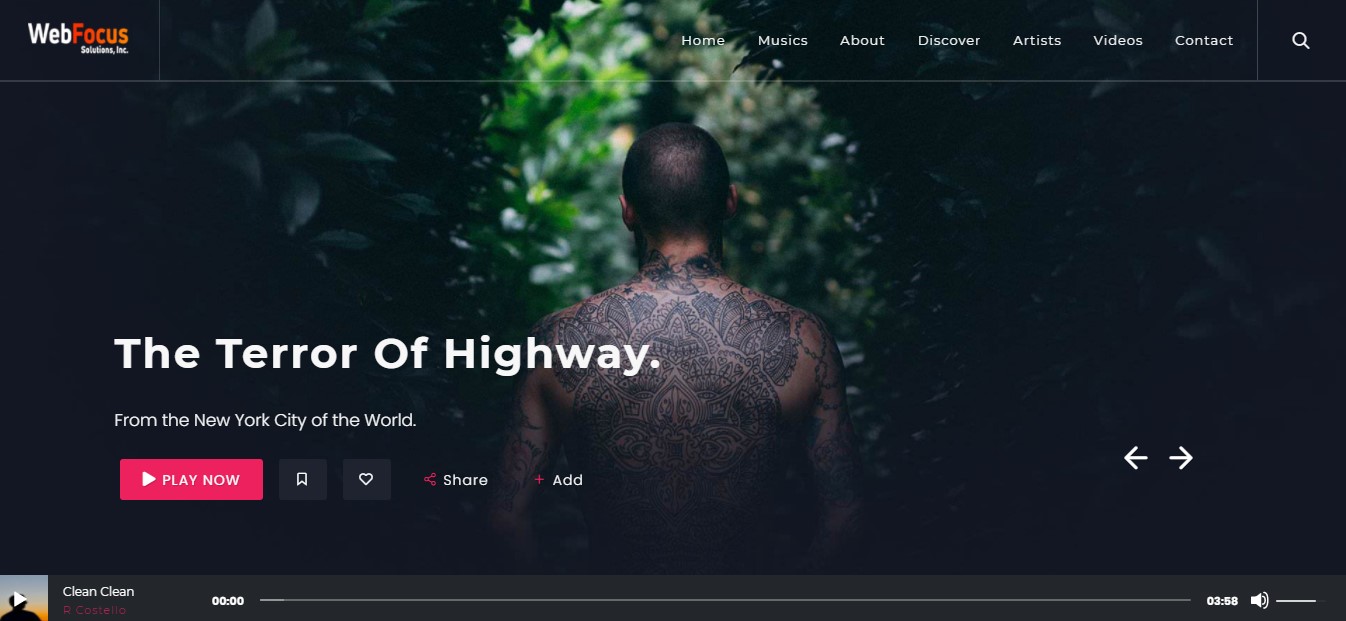 WebFocus
Solutions, Inc.
Home Musics About Discover Artists Videos Contact
The Terror Of Highway.
From the New York City of the World.
PLAY NOW Share + Add
Clean Clean
R Costello
00:00 03:58